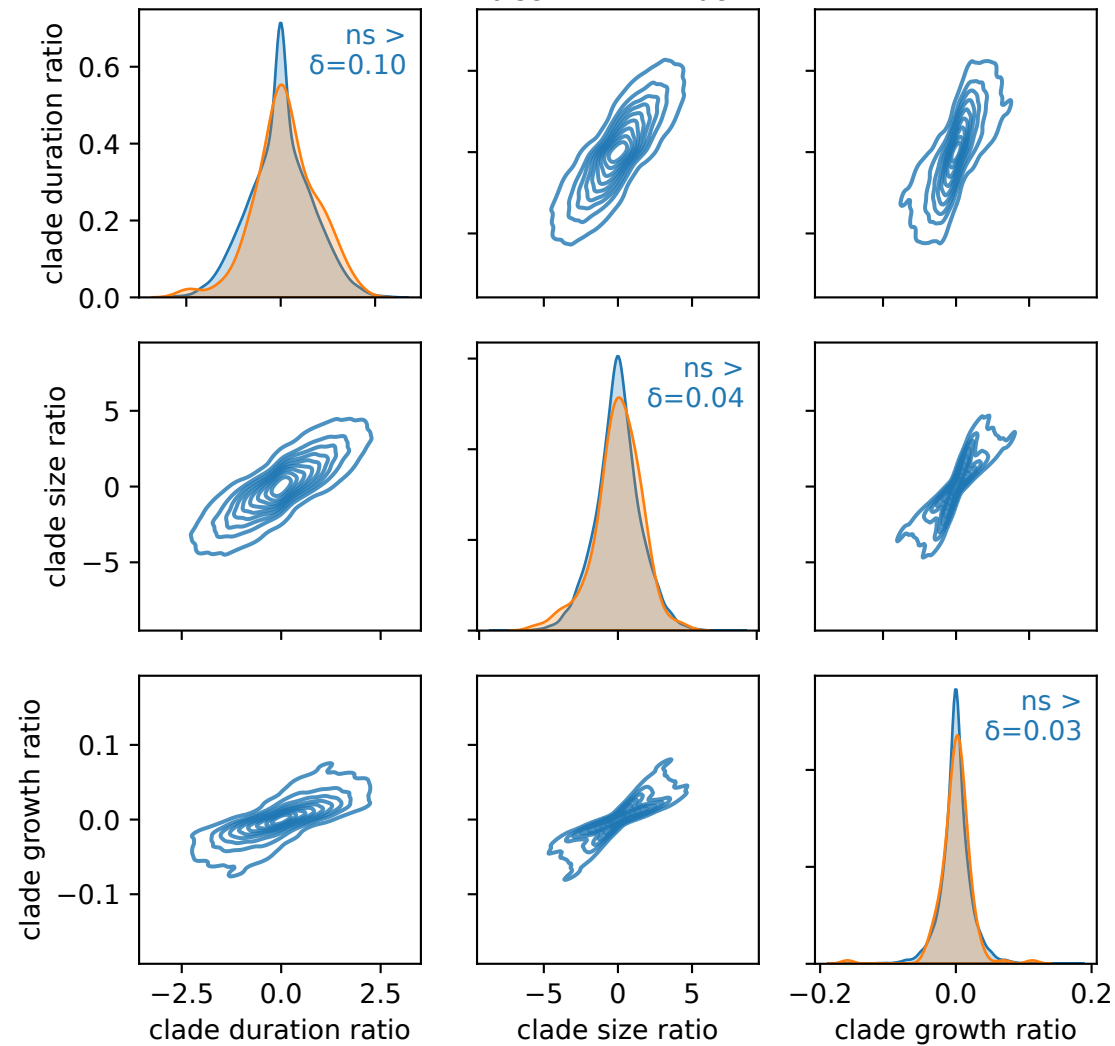 clade duration ratio
0.6
0.4
0.2
0.0
ns >
δ=0.10
clade size ratio
5
0
−5
ns >
δ=0.04
clade growth ratio
0.1
0.0
−0.1
ns >
δ=0.03
−2.5 0.0 2.5
−5 0 5
−0.2 0.0 0.2
clade duration ratio
clade size ratio
clade growth ratio